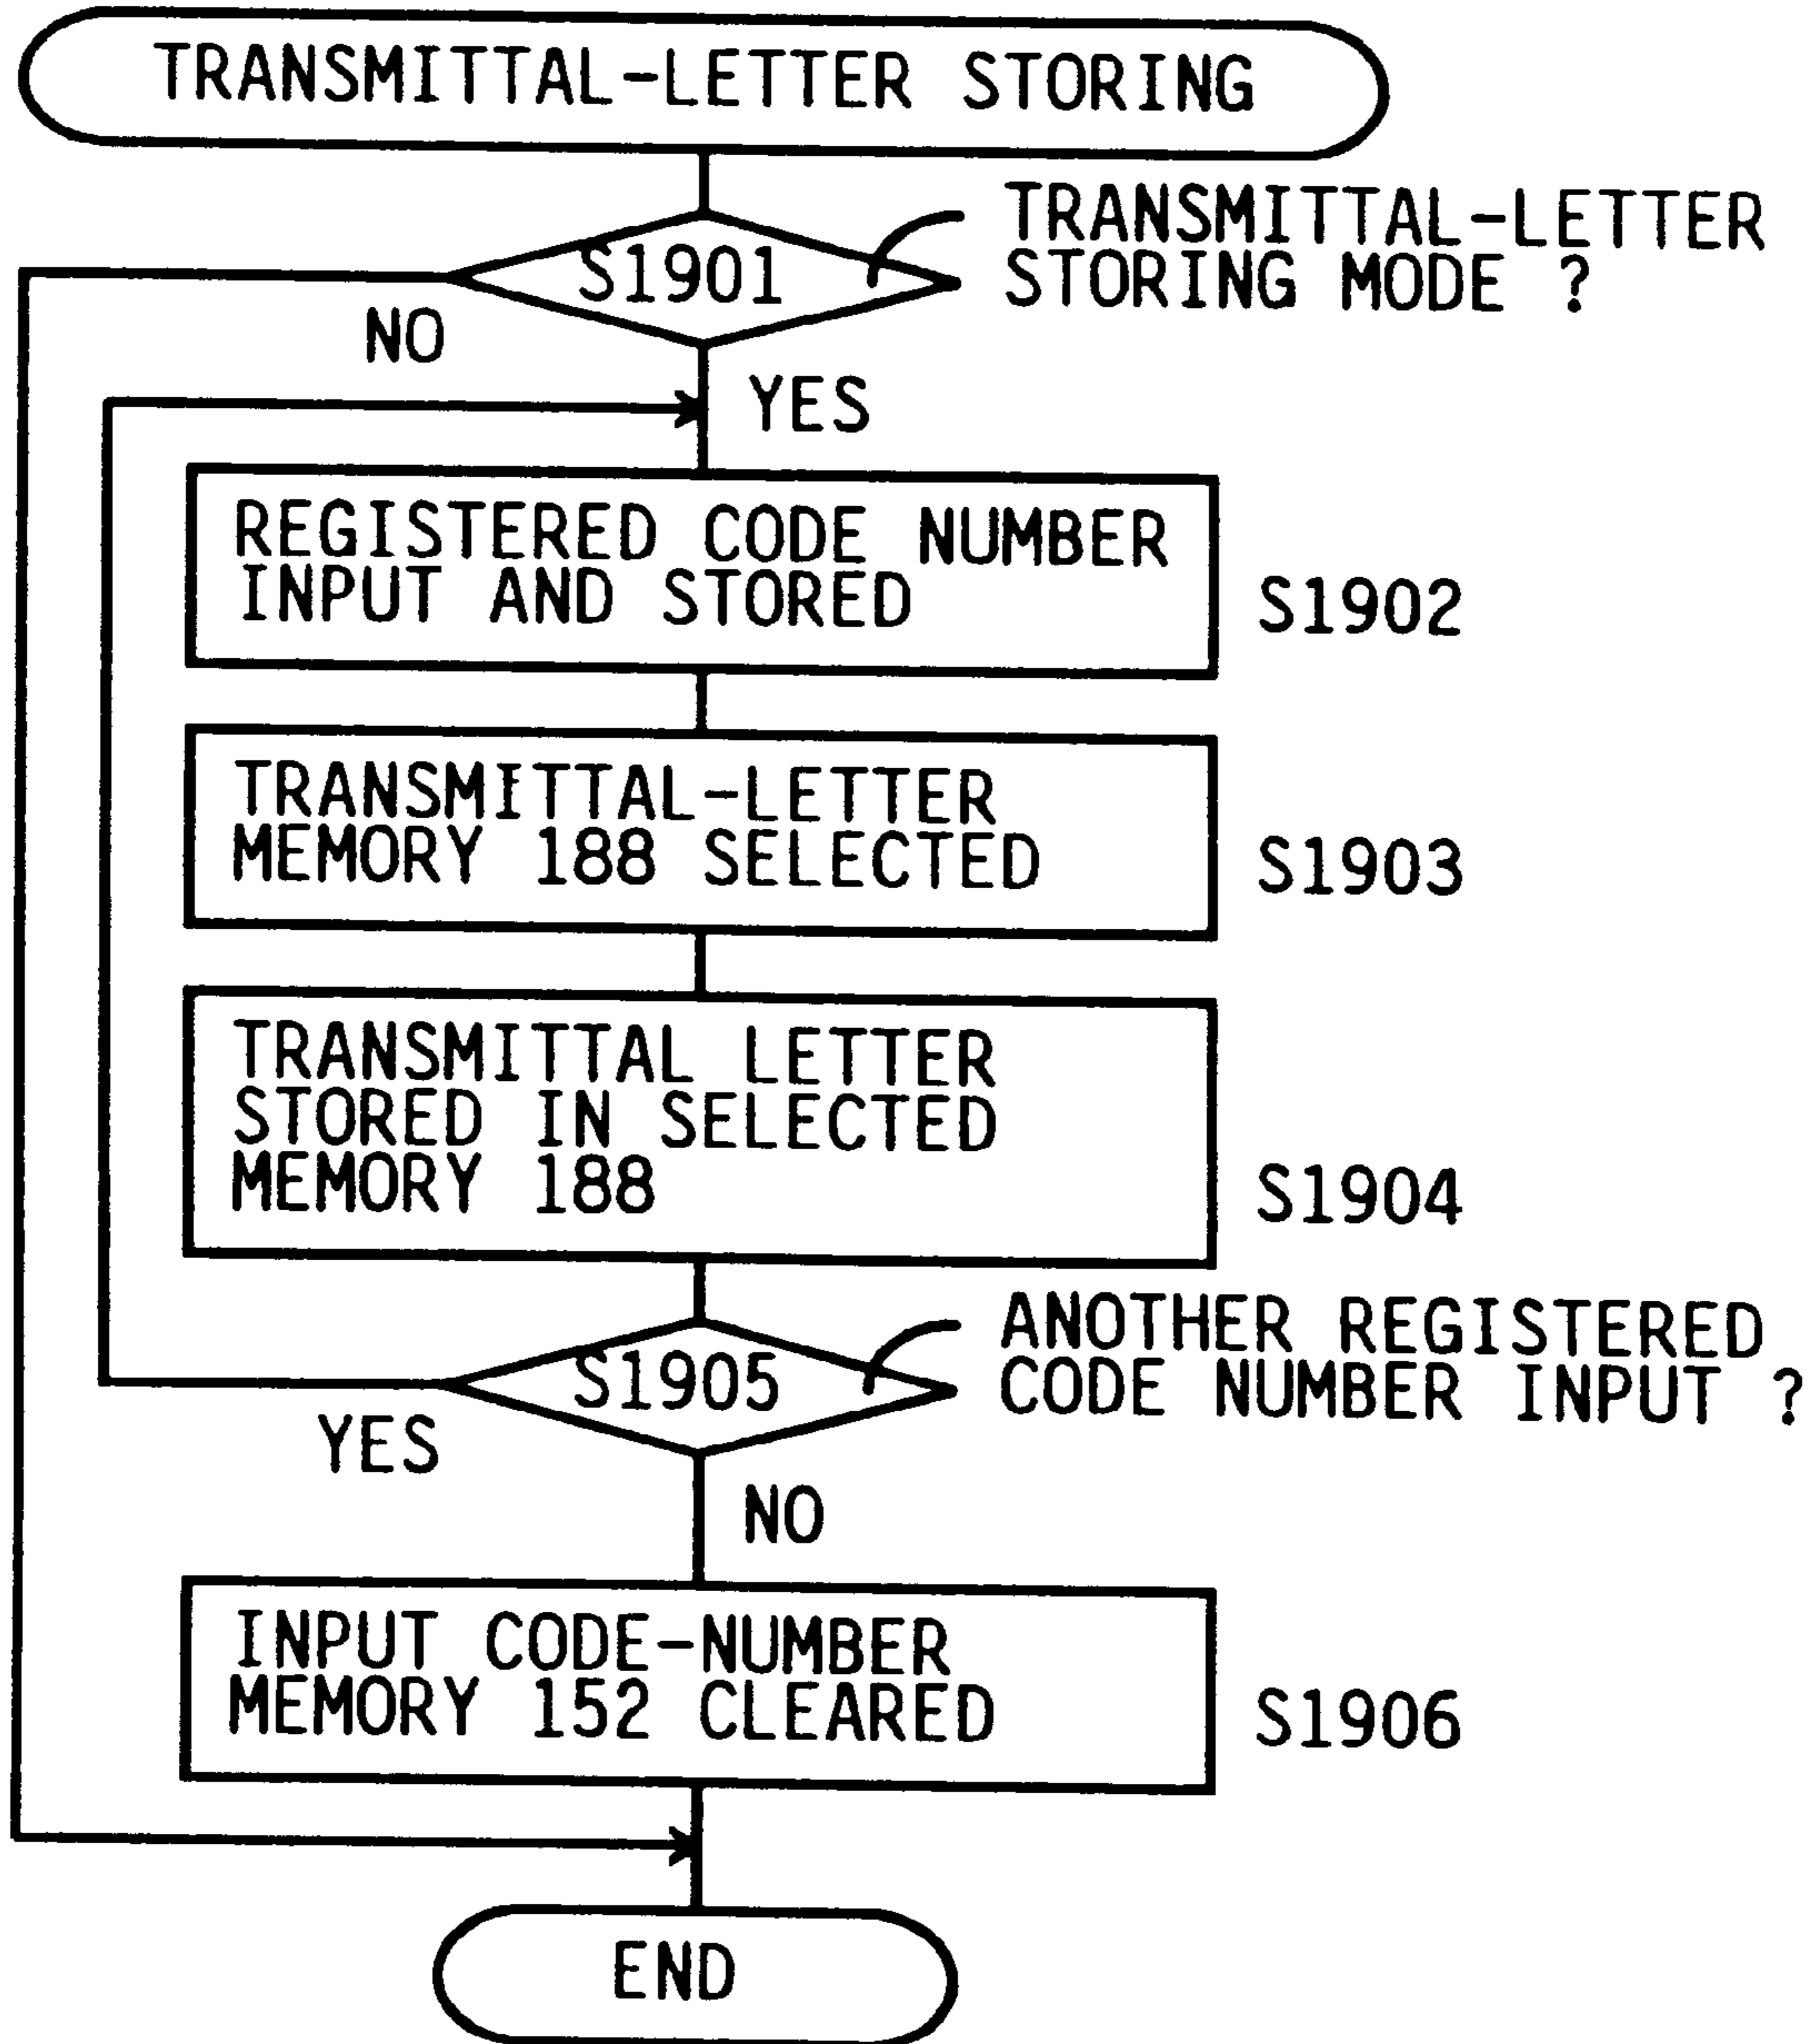 TRANSMITTAL-LETTER STORING
S1901
TRANSMITTAL-LETTER
STORING MODE ?
NO
YES
REGISTERED CODE NUMBER
INPUT AND STORED
S1902
TRANSMITTAL-LETTER
MEMORY 188 SELECTED
S1903
TRANSMITTAL LETTER
STORED IN SELECTED
MEMORY 188
S1904
S1905
ANOTHER REGISTERED
CODE NUMBER INPUT ?
YES
NO
INPUT CODE-NUMBER
MEMORY 152 CLEARED
S1906
END